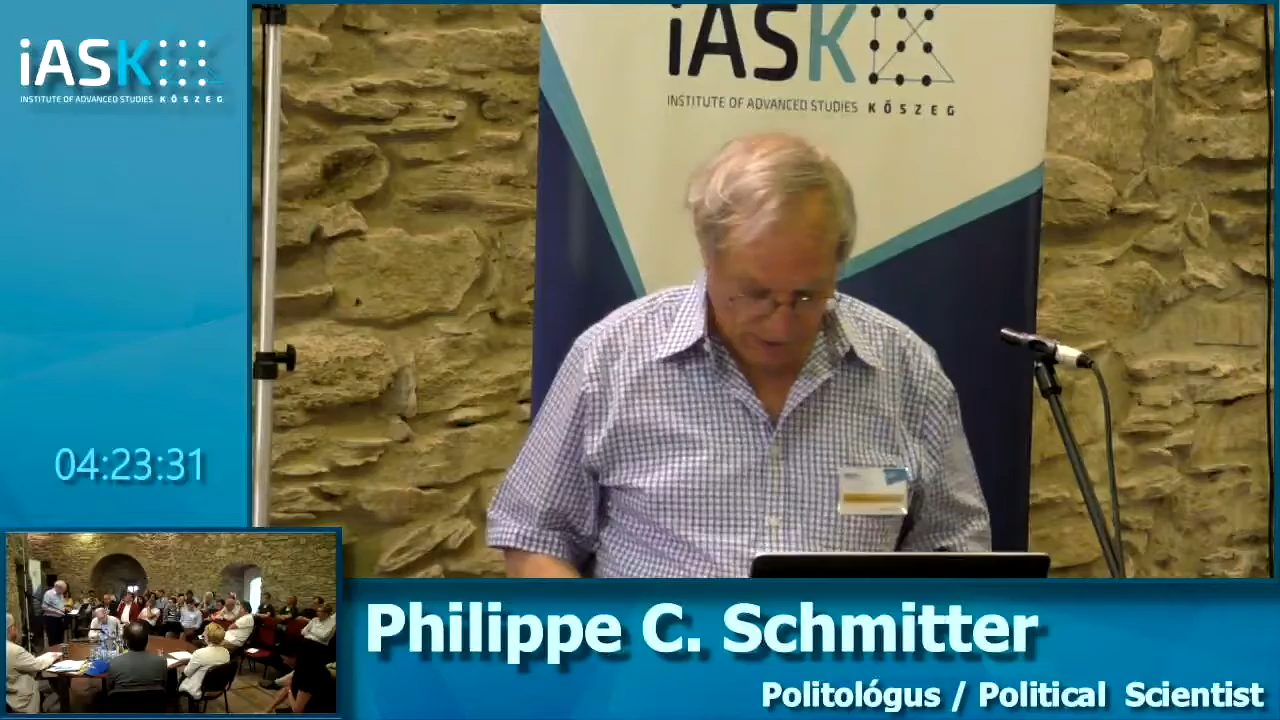 iASK
INSTITUTE OF ADVANCED STUDIES KŐSZEG
iASK
INSTITUTE OF ADVANCED STUDIES KŐSZEG
04:23:31
Philippe C. Schmitter
Politológus / Political Scientist